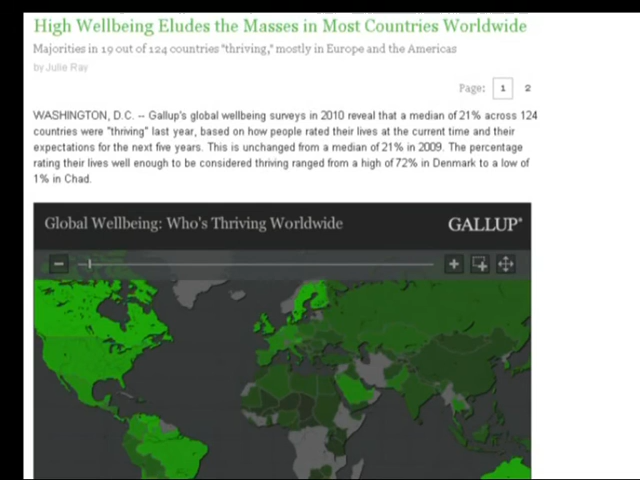 High Wellbeing Eludes the Masses in Most Countries Worldwide
Majorities in 19 out of 124 countries "thriving," mostly in Europe and the Americas
by Julie Ray
Page: 1 2
WASHINGTON, D.C. -- Gallup's global wellbeing surveys in 2010 reveal that a median of 21% across 124
countries were "thriving" last year, based on how people rated their lives at the current time and their
expectations for the next five years. This is unchanged from a median of 21% in 2009. The percentage
rating their lives well enough to be considered thriving ranged from a high of 72% in Denmark to a low of
1% in Chad.
Global Wellbeing: Who's Thriving Worldwide
GALLUP®